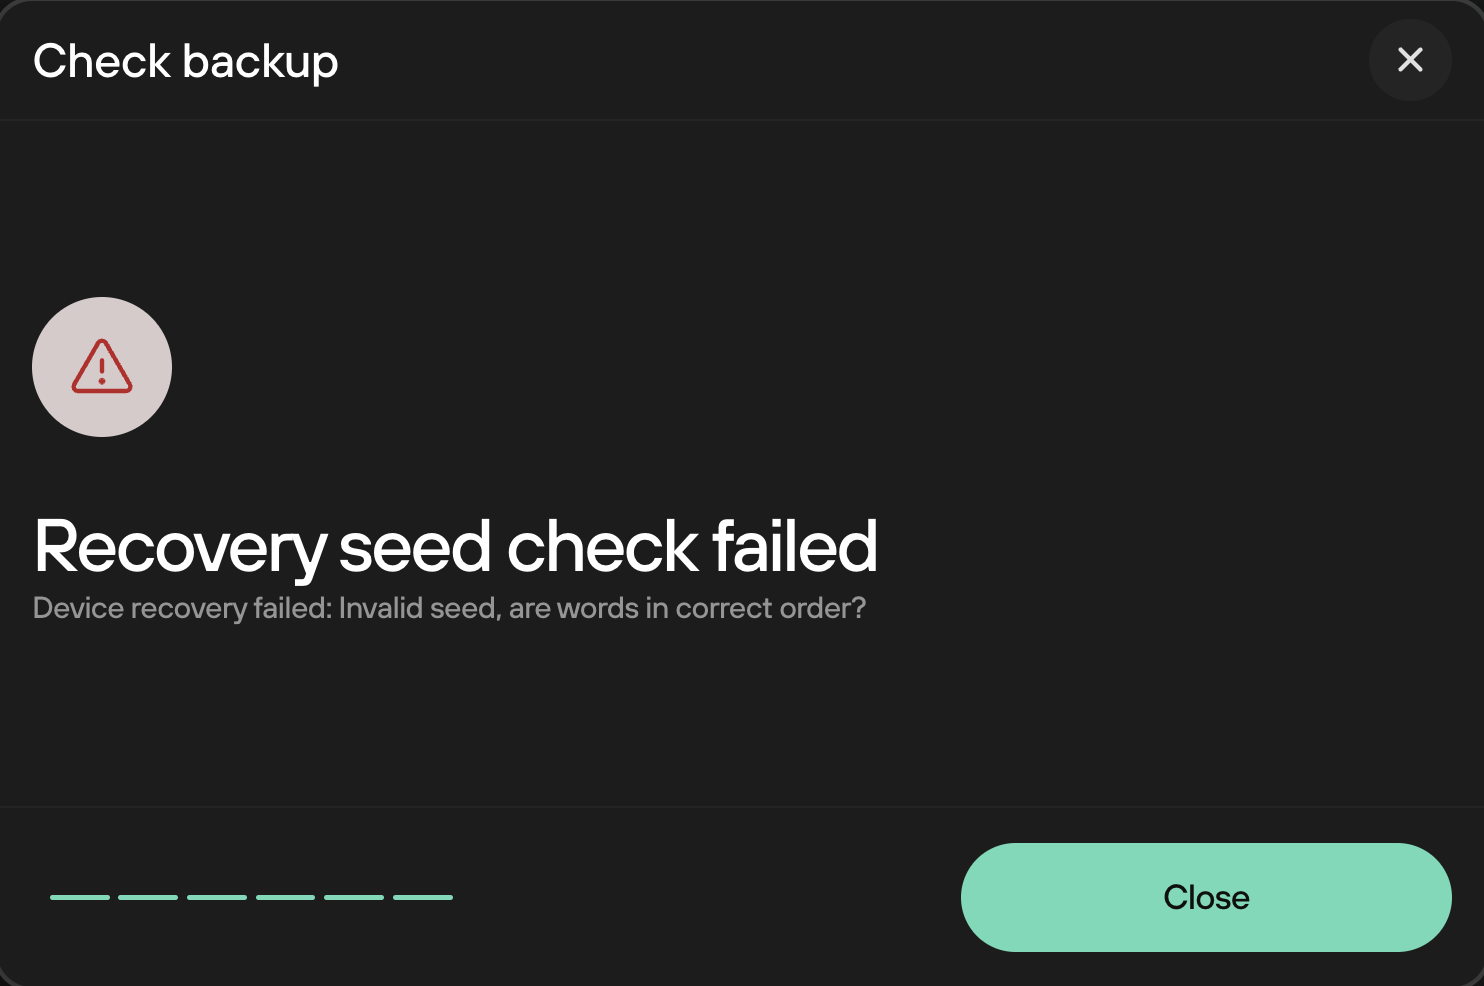 Check backup
Recovery seed check failed
Device recovery failed: Invalid seed, are words in correct order?
Close